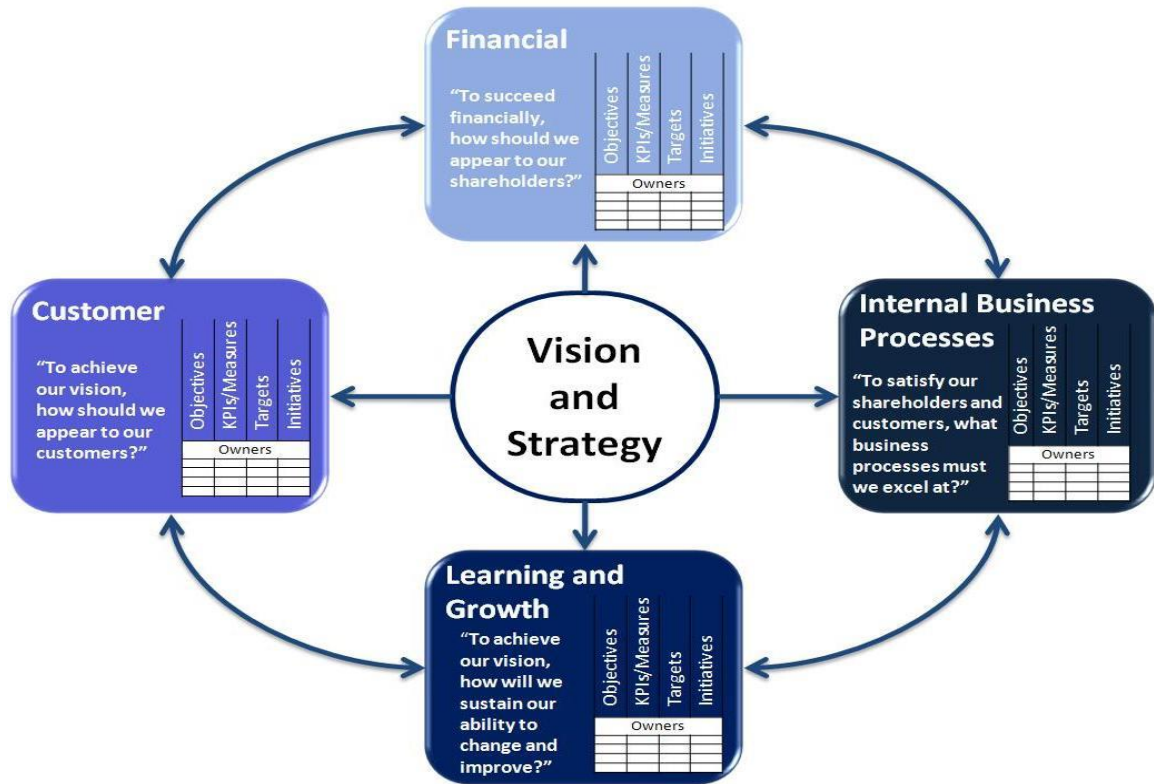 Financial
“To succeed
financially,
how should we
appear to our
shareholders?”
Objectives
KPIs/Measures
Targets
Initiatives
Owners
Customer
“To achieve
our vision,
how should we
appear to our
customers?”
Objectives
KPIs/Measures
Targets
Initiatives
Owners
Vision
and
Strategy
Internal Business
Processes
“To satisfy our
shareholders and
customers, what
business
processes must
we excel at?”
Objectives
KPIs/Measures
Targets
Initiatives
Owners
Learning and
Growth
“To achieve
our vision,
how will we
sustain our
ability to
change and
improve?”
Objectives
KPIs/Measures
Targets
Initiatives
Owners